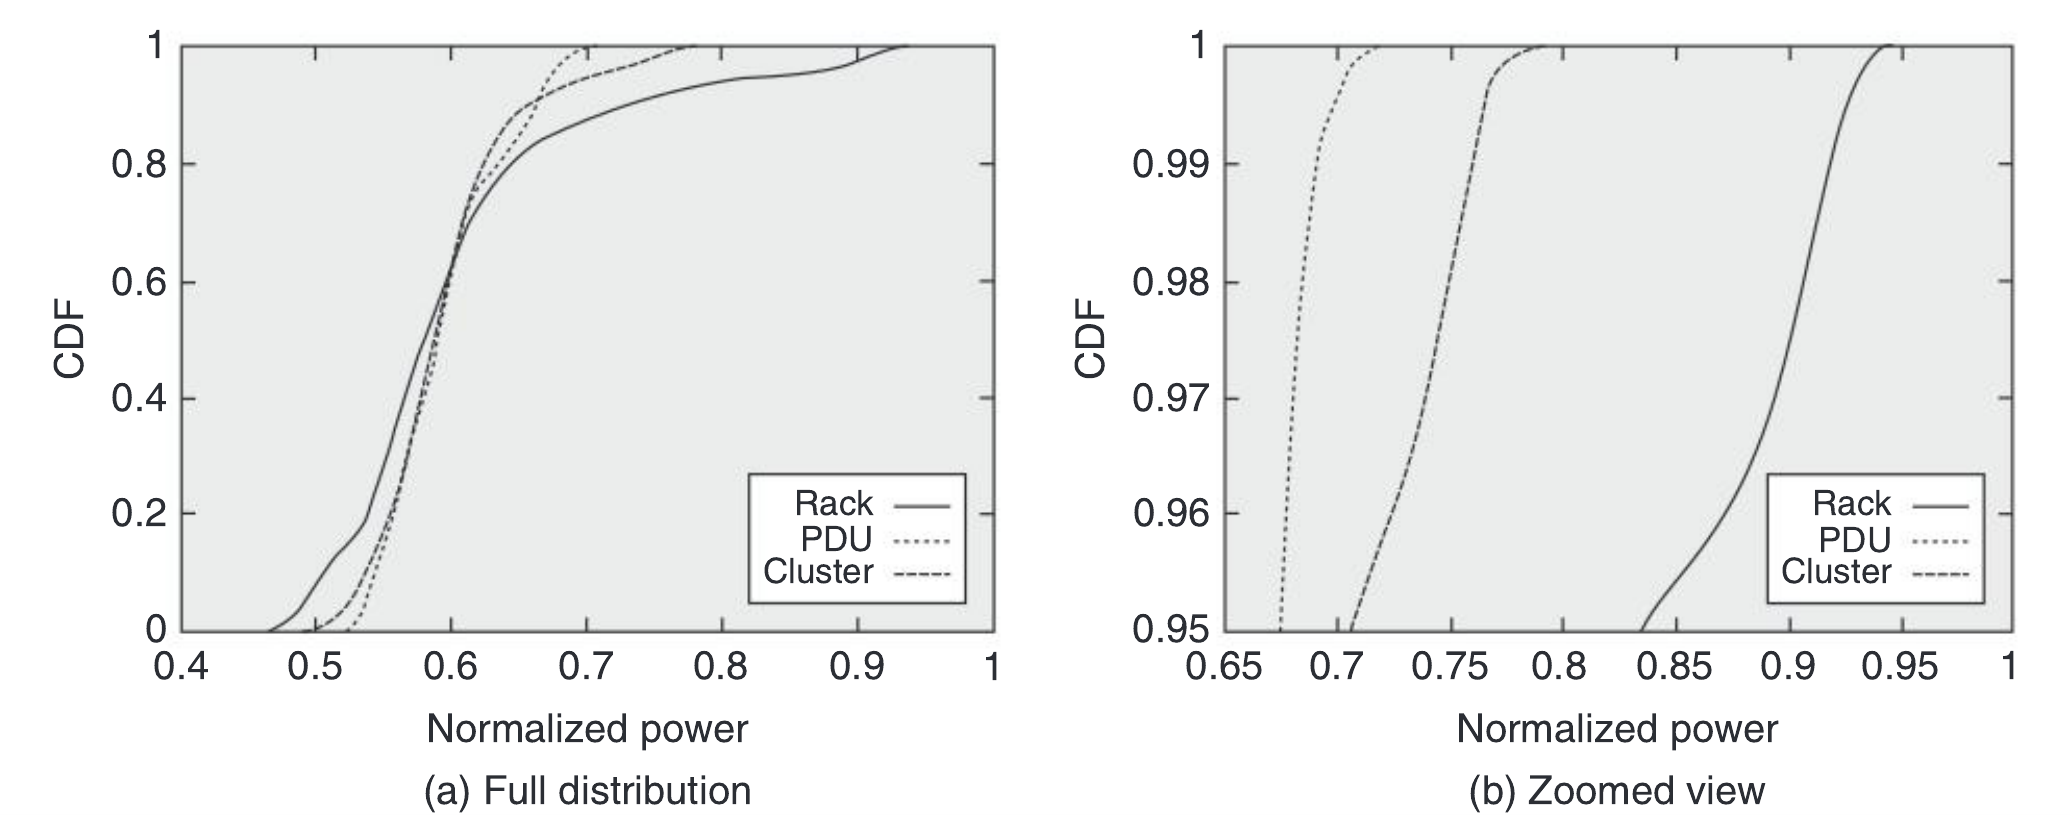 1
0.8
0.6
0.4
0.2
0
CDF
0.4 0.5 0.6 0.7 0.8 0.9 1
Normalized power
Rack
PDU
Cluster
(a) Full distribution
1
0.99
0.98
0.97
0.96
0.95
CDF
0.65 0.7 0.75 0.8 0.85 0.9 0.95 1
Normalized power
Rack
PDU
Cluster
(b) Zoomed view